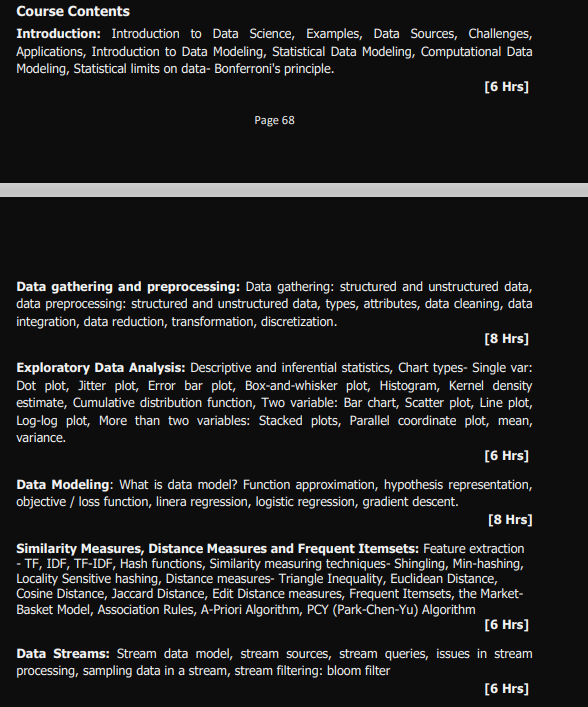 Course Contents
Introduction: Introduction to Data Science, Examples, Data Sources, Challenges,
Applications, Introduction to Data Modeling, Statistical Data Modeling, Computational Data
Modeling, Statistical limits on data- Bonferroni's principle.
[6 Hrs]
Page 68
Data gathering and preprocessing: Data gathering: structured and unstructured data,
data preprocessing: structured and unstructured data, types, attributes, data cleaning, data
integration, data reduction, transformation, discretization.
[8 Hrs]
Exploratory Data Analysis: Descriptive and inferential statistics, Chart types- Single var:
Dot plot, Jitter plot, Error bar plot, Box-and-whisker plot, Histogram, Kernel density
estimate, Cumulative distribution function, Two variable: Bar chart, Scatter plot, Line plot,
Log-log plot, More than two variables: Stacked plots, Parallel coordinate plot, mean,
variance.
[6 Hrs]
Data Modeling: What is data model? Function approximation, hypothesis representation,
objective / loss function, linera regression, logistic regression, gradient descent.
[8 Hrs]
Similarity Measures, Distance Measures and Frequent Itemsets: Feature extraction
- TF, IDF, TF-IDF, Hash functions, Similarity measuring techniques- Shingling, Min-hashing,
Locality Sensitive hashing, Distance measures- Triangle Inequality, Euclidean Distance,
Cosine Distance, Jaccard Distance, Edit Distance measures, Frequent Itemsets, the Market-
Basket Model, Association Rules, A-Priori Algorithm, PCY (Park-Chen-Yu) Algorithm
[6 Hrs]
Data Streams: Stream data model, stream sources, stream queries, issues in stream
processing, sampling data in a stream, stream filtering: bloom filter
[6 Hrs]